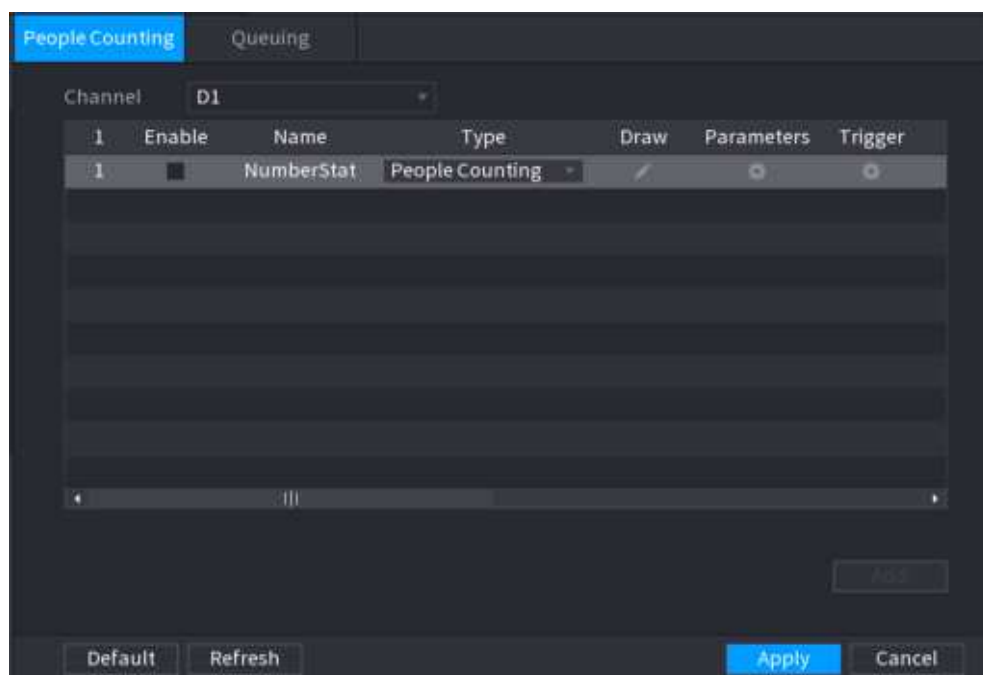 People Counting Queuing
Channel D1
1 Enable Name Type Draw Parameters Trigger
1 NumberStat People Counting
Add
Default Refresh Apply Cancel